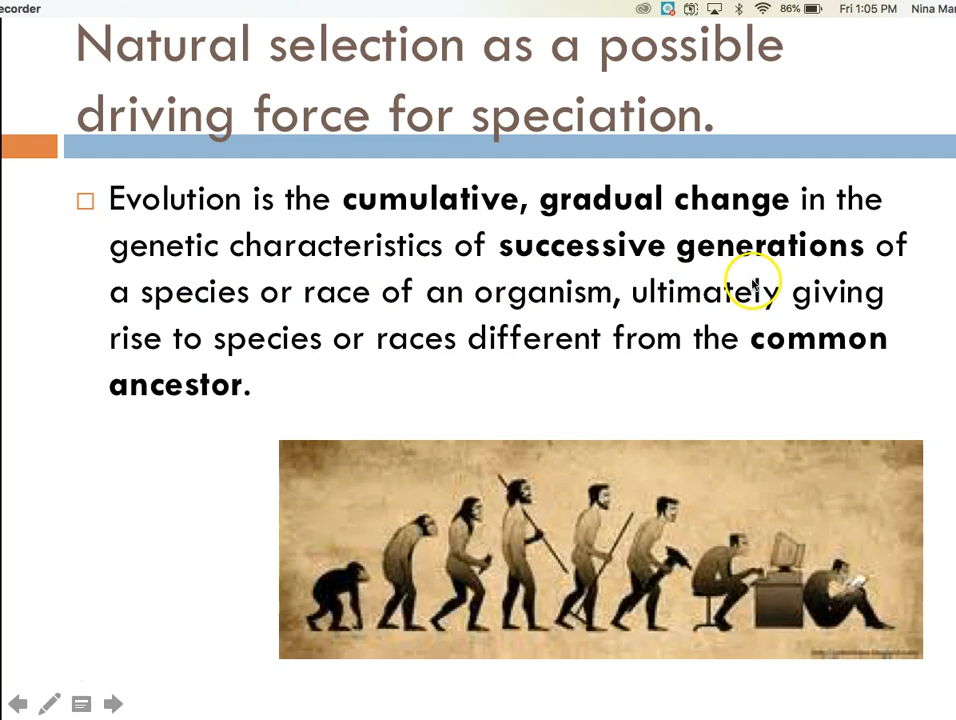 ecorder
86%
Fri 1:05 PM
Nina Mar
Natural selection as a possible
driving force for speciation.
Evolution is the cumulative, gradual change in the
genetic characteristics of successive generations of
a species or race of an organism, ultimately giving
rise to species or races different from the common
ancestor.